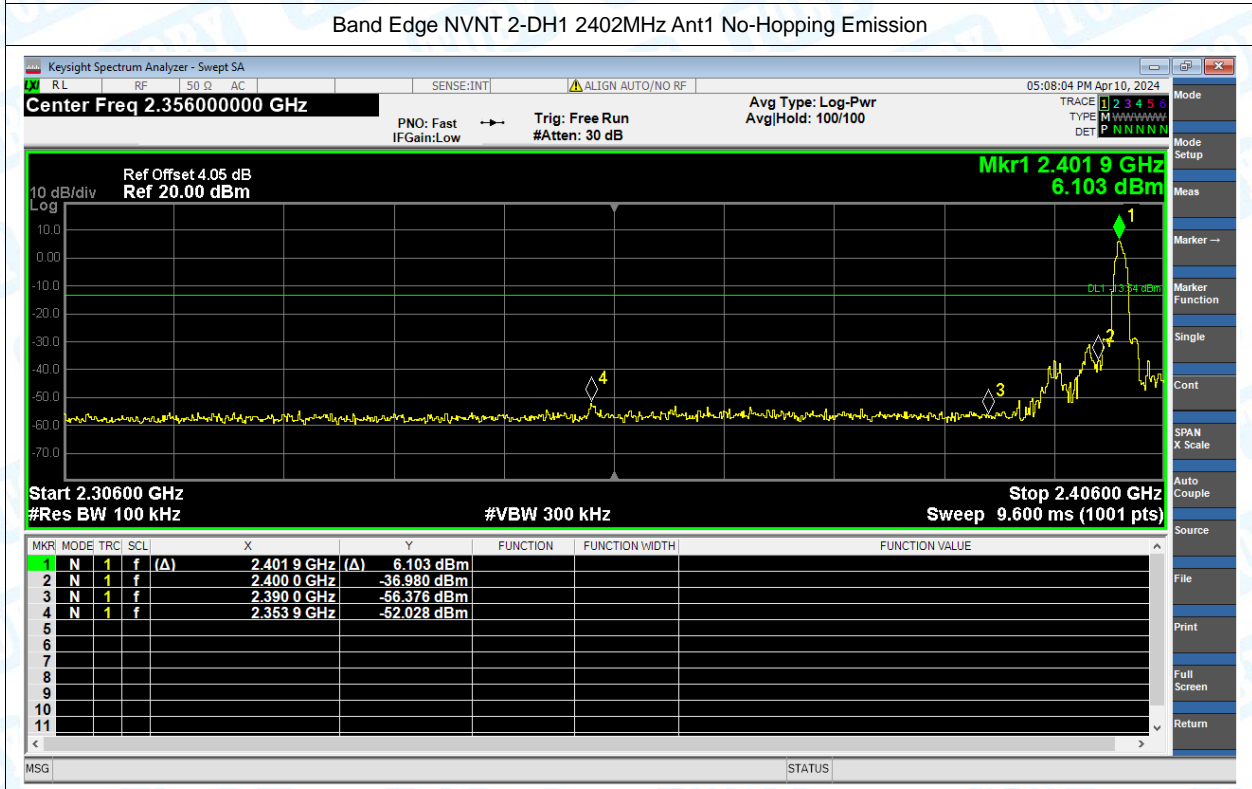 Band Edge NVNT 2-DH1 2402MHz Ant1 No-Hopping Emission
Keysight Spectrum Analyzer - Swept SA
LXI RL RF 50 Ω AC SENSE:INT ALIGN AUTO/NO RF 05:08:04 PM Apr 10, 2024
Center Freq 2.356000000 GHz
PNO: Fast
IFGain:Low
Trig: Free Run
#Atten: 30 dB
Avg Type: Log-Pwr
Avg|Hold: 100/100
TRACE 1 2 3 4 5 6
TYPE M WWWWW
DET P N N N N N
Ref Offset 4.05 dB
Ref 20.00 dBm
10 dB/div
Log
Mkr1 2.401 9 GHz
6.103 dBm
10.0
0.00
-10.0
-20.0
-30.0
-40.0
-50.0
-60.0
-70.0
1
DL1 -13.54 dBm
2
3
4
Start 2.30600 GHz
Stop 2.40600 GHz
#Res BW 100 kHz
#VBW 300 kHz
Sweep 9.600 ms (1001 pts)
MKR MODE TRC SCL X Y FUNCTION FUNCTION WIDTH FUNCTION VALUE
1 N 1 f (Δ) 2.401 9 GHz (Δ) 6.103 dBm
2 N 1 f 2.400 0 GHz -36.980 dBm
3 N 1 f 2.390 0 GHz -56.376 dBm
4 N 1 f 2.353 9 GHz -52.028 dBm
5
6
7
8
9
10
11
MSG STATUS
Mode
Mode
Setup
Meas
Marker→
Marker
Function
Single
Cont
SPAN
X Scale
Auto
Couple
Source
File
Print
Full
Screen
Return